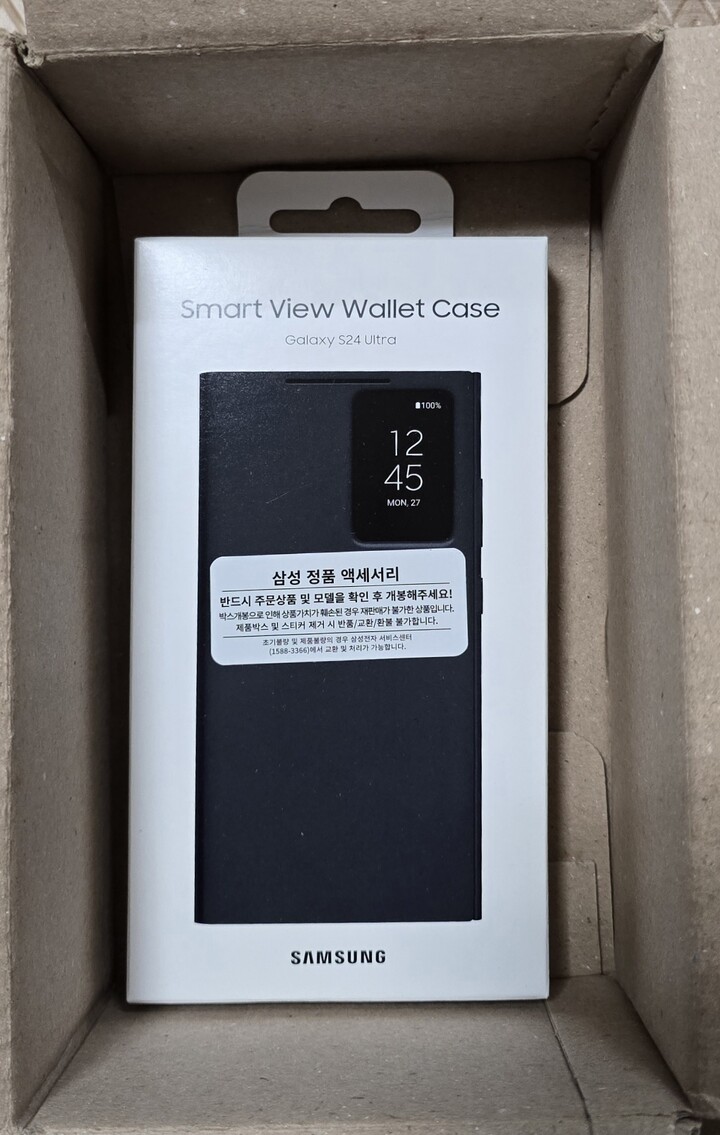 Smart View Wallet Case
Galaxy S24 Ultra
100%
12
45
MON, 27
삼성 정품 액세서리
반드시 주문상품 및 모델을 확인 후 개봉해주세요!
박스개봉으로 인해 상품가치가 훼손된 경우 재판매가 불가한 상품입니다.
제품박스 및 스티커 제거 시 반품/교환/환불 불가합니다.
초기불량 및 제품불량의 경우 삼성전자 서비스센터
(1588-3366)에서 교환 및 처리가 가능합니다.
SAMSUNG